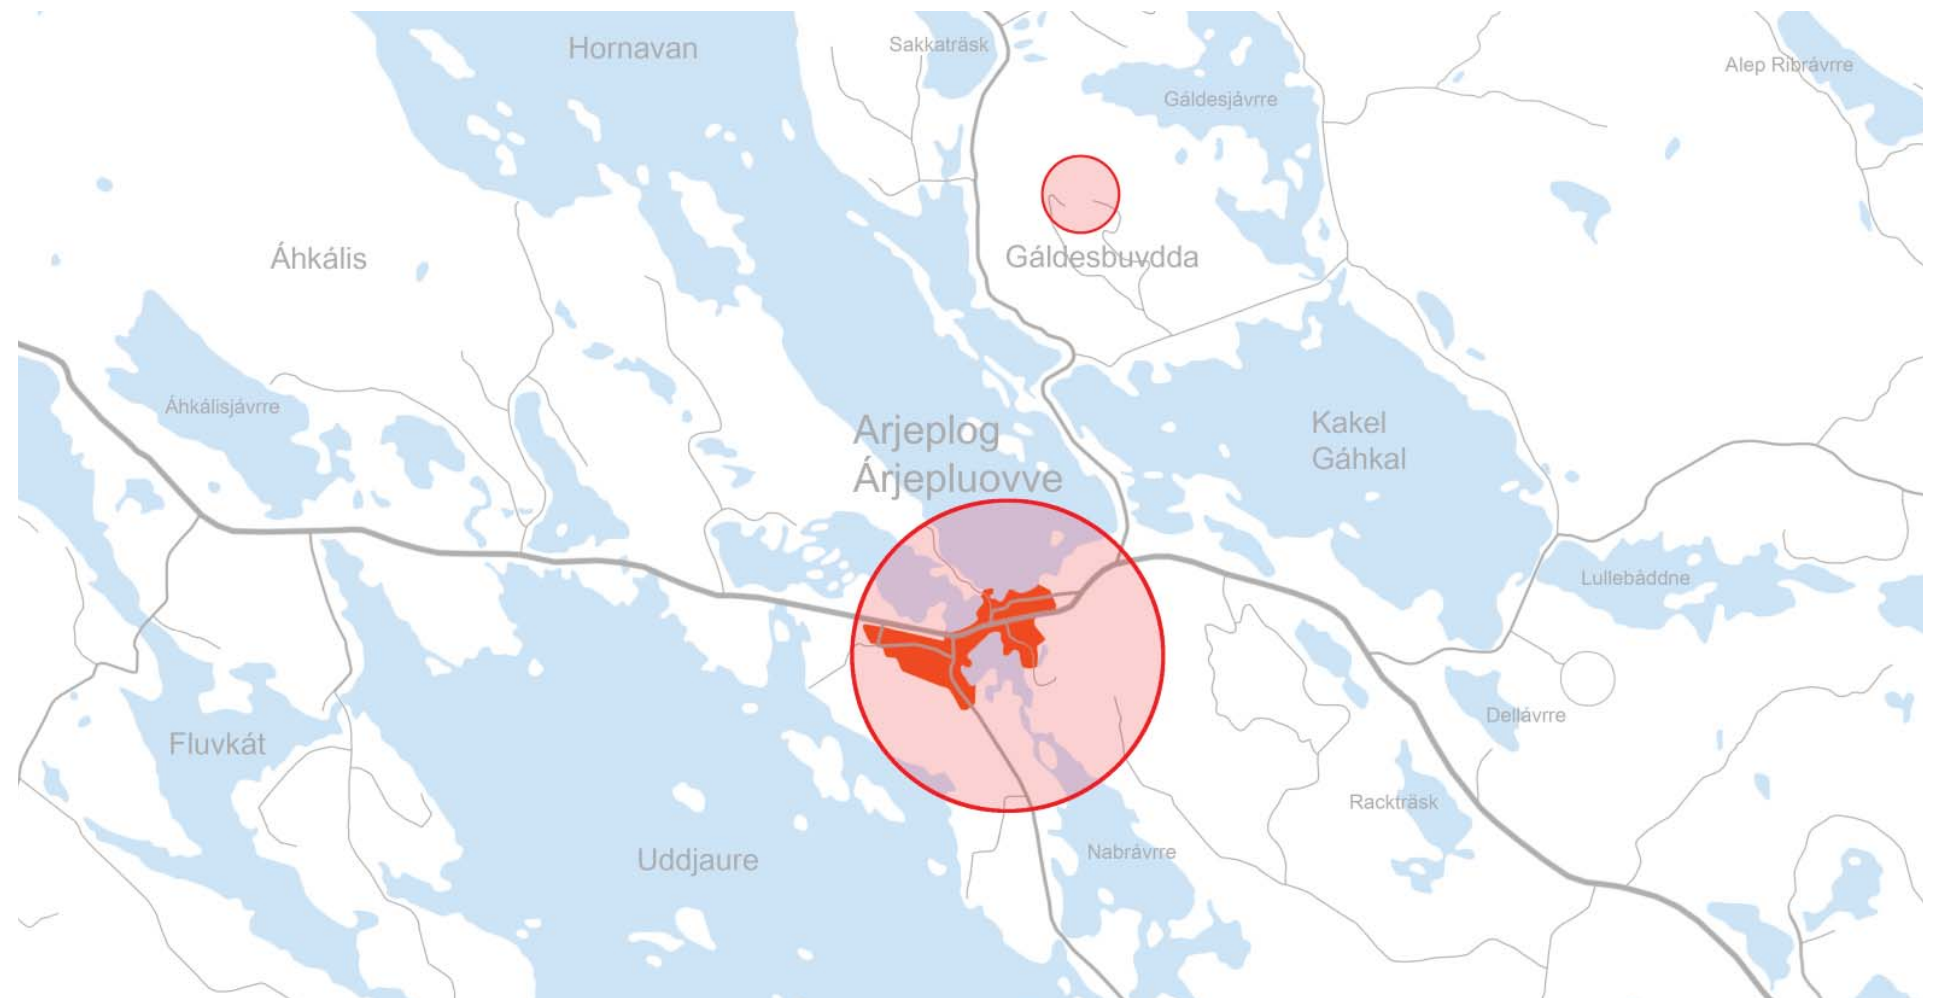 Hornavan
Sakkaträsk
Alep Ribrávrre
Gáldesjávrre
Áhkális
Gáldesbuvdda
Áhkálisjávrre
Arjeplog
Árjepluovve
Kakel
Gáhkal
Lullebáddne
Fluvkát
Dellávrre
Rackträsk
Uddjaure
Nabrávrre